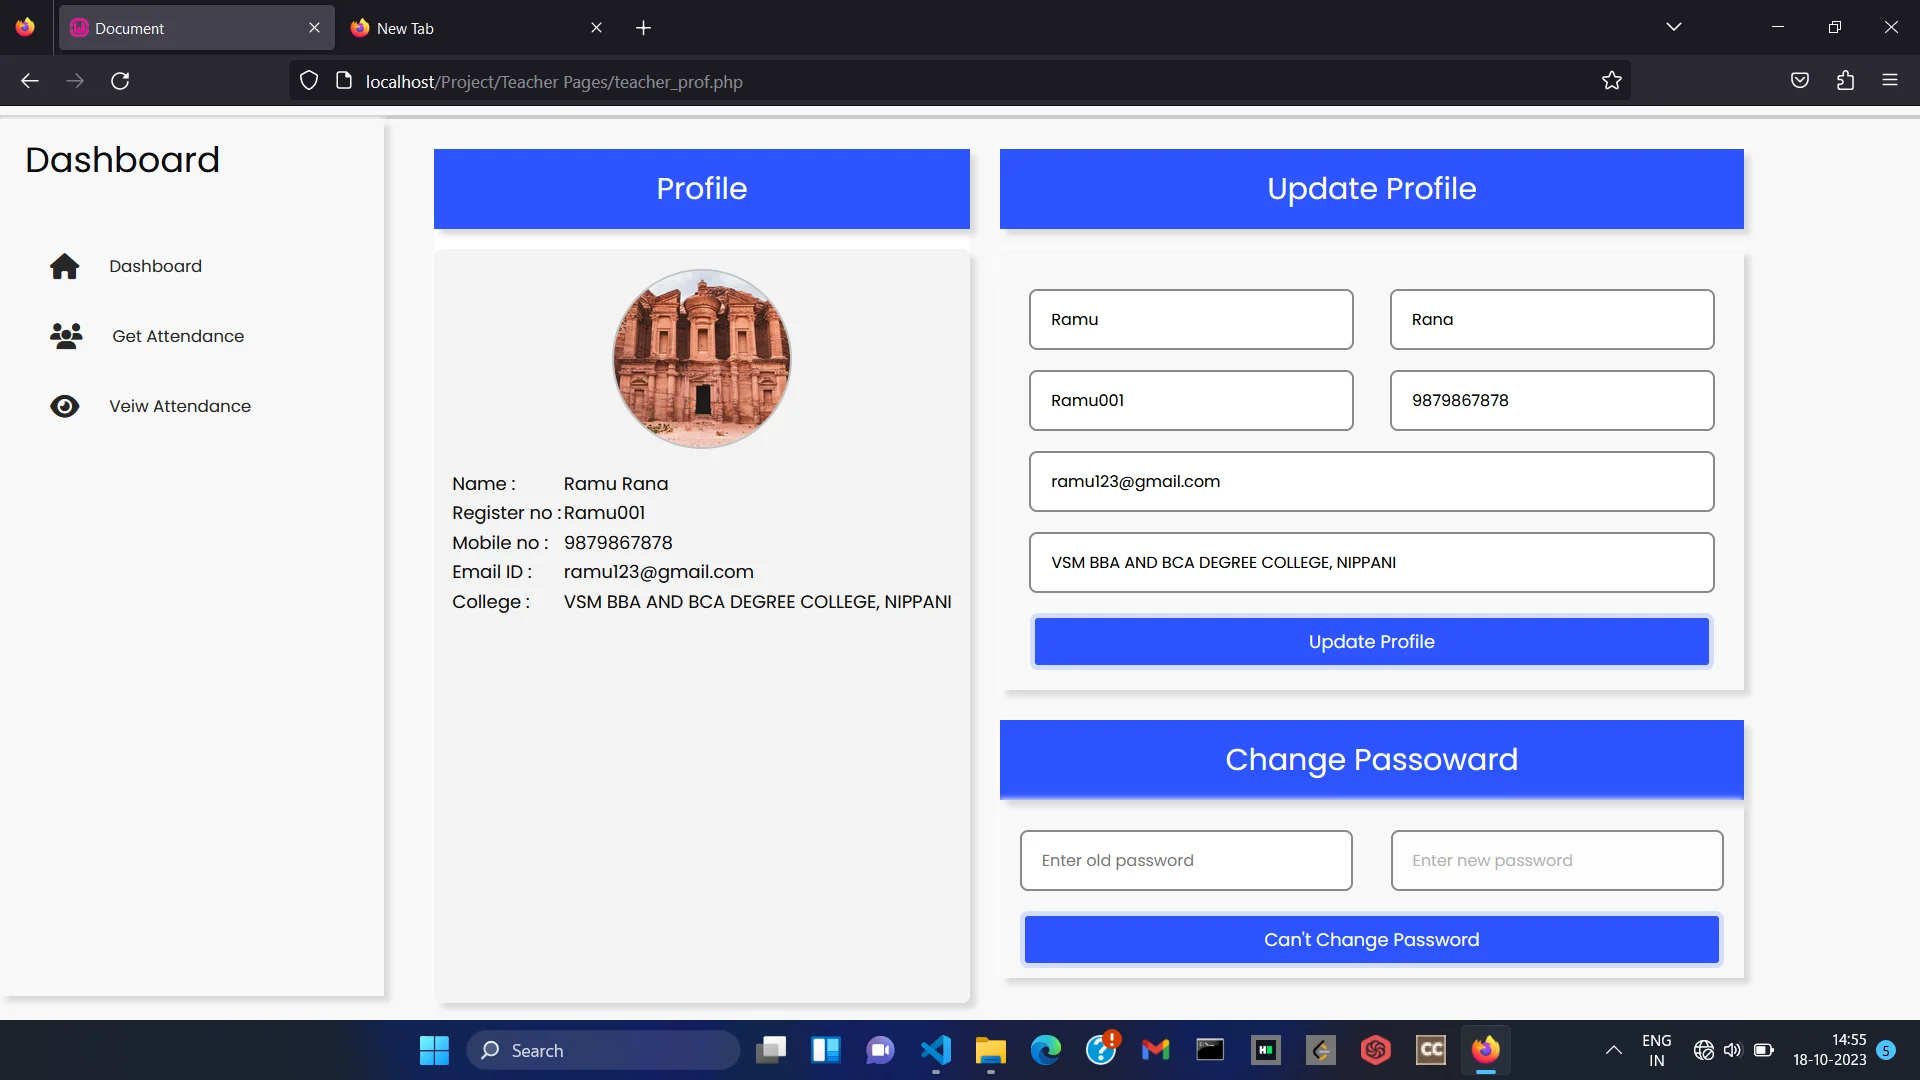 Document
New Tab
localhost/Project/Teacher Pages/teacher_prof.php
Dashboard
Dashboard
Get Attendance
Veiw Attendance
Profile
Name : Ramu Rana
Register no : Ramu001
Mobile no : 9879867878
Email ID : ramu123@gmail.com
College : VSM BBA AND BCA DEGREE COLLEGE, NIPPANI
Update Profile
Ramu Rana
Ramu001 9879867878
ramu123@gmail.com
VSM BBA AND BCA DEGREE COLLEGE, NIPPANI
Update Profile
Change Passoward
Enter old password Enter new password
Can't Change Password
Search
CC
ENG
IN
14:55
18-10-2023
5